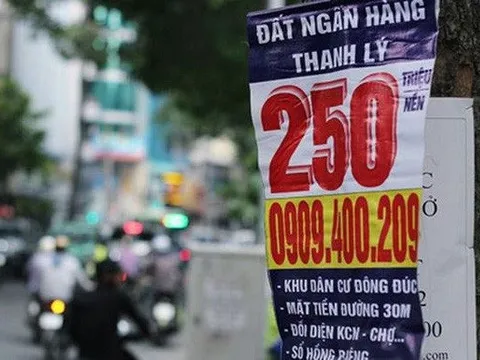 ĐẤT NGÂN HÀNG
THANH LÝ
250 TRIỆU/NỀN
0909.400.209
- KHU DÂN CƯ ĐÔNG ĐÚC
- MẶT TIỀN ĐƯỜNG 30M
- ĐỐI DIỆN KCN - CHỢ...
- SỔ HỒNG RIÊNG